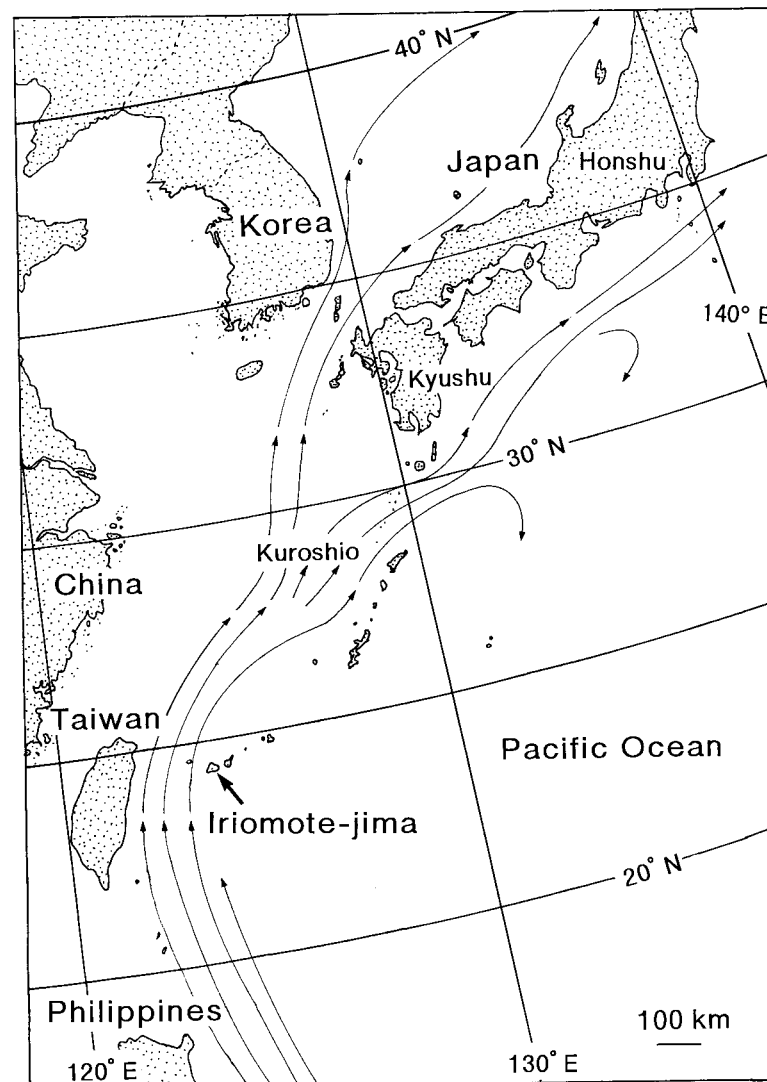 40° N
Japan
Honshu
Korea
140° E
Kyushu
30° N
Kuroshio
China
Taiwan
Pacific Ocean
Iriomote-jima
20° N
Philippines
100 km
120° E
130° E